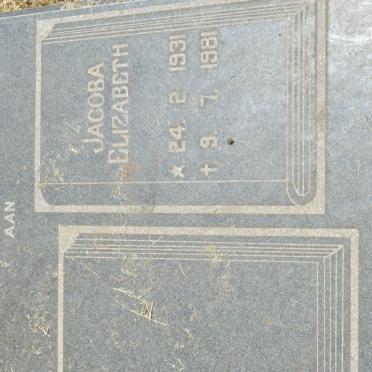 AAN
JACOBA
ELIZABETH
★ 24. 2. 1931
† 9. 7. 1981